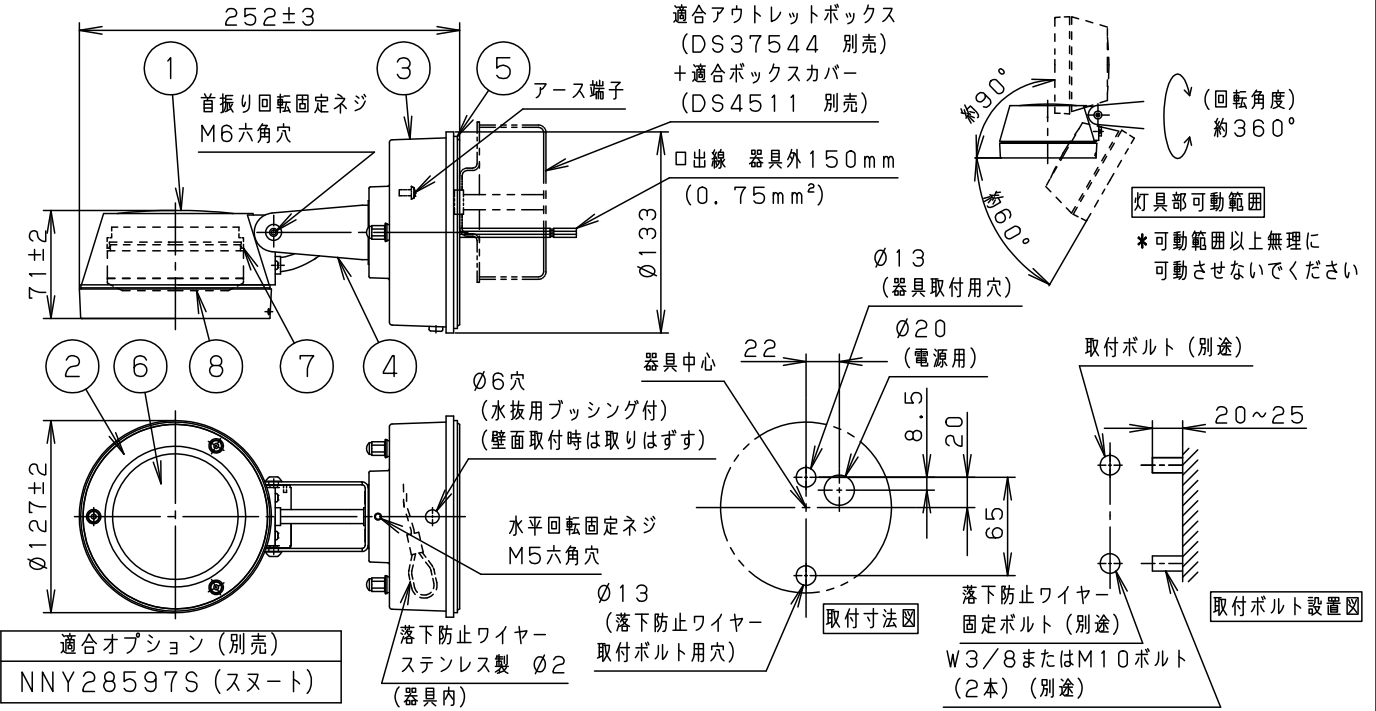 252±3
①
③
⑤
首振り回転固定ネジ
M6六角穴
アース端子
適合アウトレットボックス
(DS37544 別売)
+適合ボックスカバー
(DS4511 別売)
口出線 器具外150mm
(0.75mm²)
71±2
Ø133
②
⑥
⑧
⑦
④
約90°
約60°
(回転角度)
約360°
灯具部可動範囲
*可動範囲以上無理に
可動させないでください
Ø127±2
Ø6穴
(水抜用ブッシング付)
(壁面取付時は取りはずす)
水平回転固定ネジ
M5六角穴
落下防止ワイヤー
ステンレス製 Ø2
(器具内)
適合オプション (別売)
NNY28597S (スヌート)
Ø13
(器具取付用穴)
Ø20
(電源用)
22
器具中心
8.5
20
65
Ø13
(落下防止ワイヤー
取付ボルト用穴)
取付寸法図
取付ボルト (別途)
20~25
落下防止ワイヤー
固定ボルト (別途)
W3/8またはM10ボルト
(2本) (別途)
取付ボルト設置図